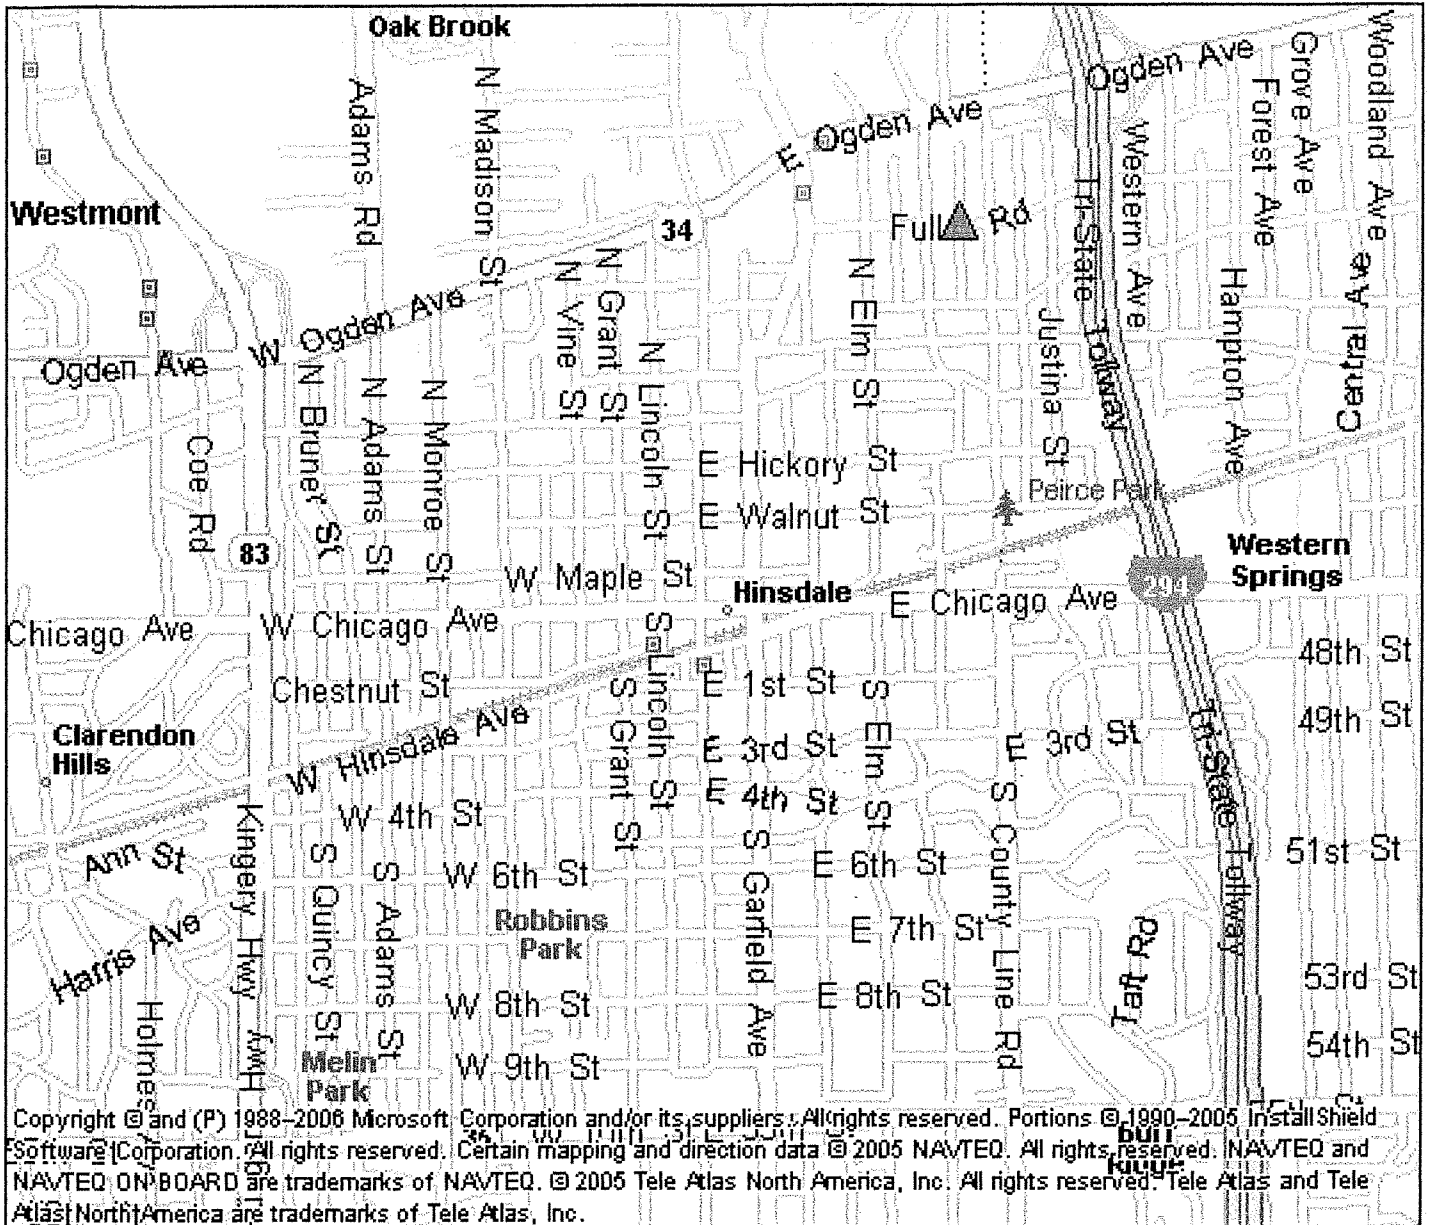 Oak Brook
Ogden Ave
Grove Ave
Woodland Ave
Forest Ave
Adams Rd
N Madison St
E Ogden Ave
Western Ave
Tri-State Tollway
Westmont
34
Full Rd
N Vine St
N Grant St
N Elm St
Hampton Ave
Central Ave
W Ogden Ave
Ogden Ave
Justina St
N Lincoln St
N Bruner St
N Adams St
N Monroe St
Coe Rd
E Hickory St
Peirce Park
E Walnut St
83
Western
Springs
W Maple St
Hinsdale
294
E Chicago Ave
Chicago Ave
W Chicago Ave
S Lincoln St
48th St
Chestnut St
E 1st St
S Grant St
S Elm St
49th St
W Hinsdale Ave
Clarendon
Hills
E 3rd St
E 3rd St
Tri-State Tollway
E 4th St
W 4th St
S County Line Rd
Kingery Hwy
Ann St
S Quincy St
S Adams St
W 6th St
S Garfield Ave
E 6th St
51st St
Robbins
Park
E 7th St
Taft Rd
Harris Ave
W 8th St
E 8th St
53rd St
Holmes
Hwy
54th St
Melin
Park
W 9th St
Copyright © and (P) 1988–2006 Microsoft Corporation and/or its suppliers. All rights reserved. Portions © 1990–2005 InstallShield
Software Corporation. All rights reserved. Certain mapping and direction data © 2005 NAVTEQ. All rights reserved. NAVTEQ and
NAVTEQ ON BOARD are trademarks of NAVTEQ. © 2005 Tele Atlas North America, Inc. All rights reserved. Tele Atlas and Tele
Atlas North America are trademarks of Tele Atlas, Inc.
Burr
Ridge